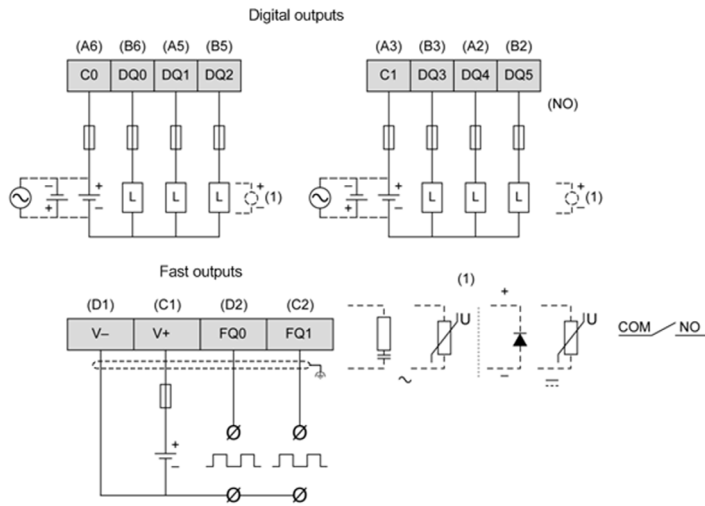 Digital outputs
(A6) (B6) (A5) (B5)
C0 DQ0 DQ1 DQ2
(A3) (B3) (A2) (B2)
C1 DQ3 DQ4 DQ5
(NO)
– + + –
L L L
+ – (1)
– + + –
L L L
+ – (1)
Fast outputs
(D1) (C1) (D2) (C2)
V– V+ FQ0 FQ1
+ –
(1)
U
+
–
U
COM NO